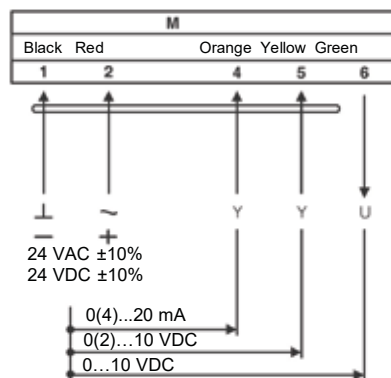 M
Black Red Orange Yellow Green
1 2 4 5 6
⊥ ~ Y Y U
− +
24 VAC ±10%
24 VDC ±10%
0(4)...20 mA
0(2)...10 VDC
0...10 VDC